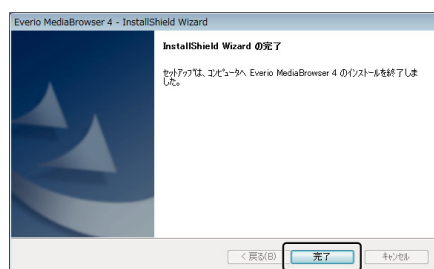 Everio MediaBrowser 4 - InstallShield Wizard
InstallShield Wizard の完了
セットアップは、コンピュータへ Everio MediaBrowser 4 のインストールを終了しま
した。
< 戻る(B)
完了
キャンセル